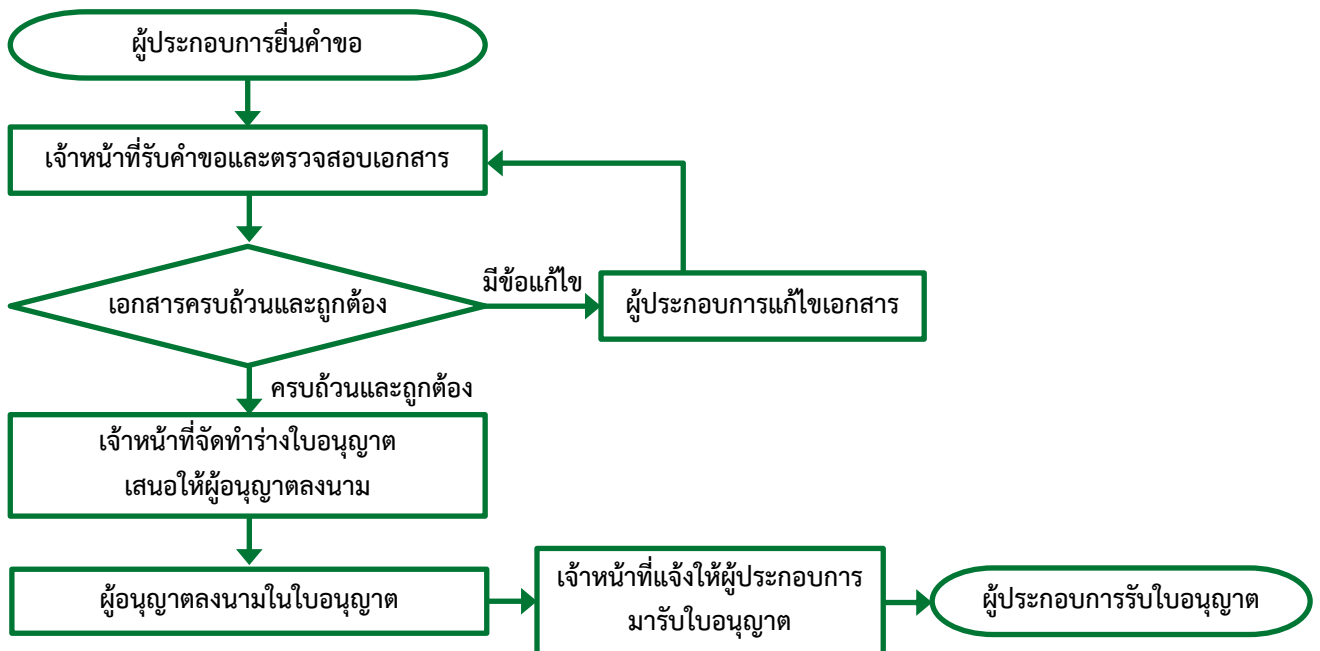 ผู้ประกอบการยื่นคำขอ
เจ้าหน้าที่รับคำขอและตรวจสอบเอกสาร
เอกสารครบถ้วนและถูกต้อง
มีข้อแก้ไข
ผู้ประกอบการแก้ไขเอกสาร
ครบถ้วนและถูกต้อง
เจ้าหน้าที่จัดทำร่างใบอนุญาต
เสนอให้ผู้อนุญาตลงนาม
ผู้อนุญาตลงนามในใบอนุญาต
เจ้าหน้าที่แจ้งให้ผู้ประกอบการ
มารับใบอนุญาต
ผู้ประกอบการรับใบอนุญาต